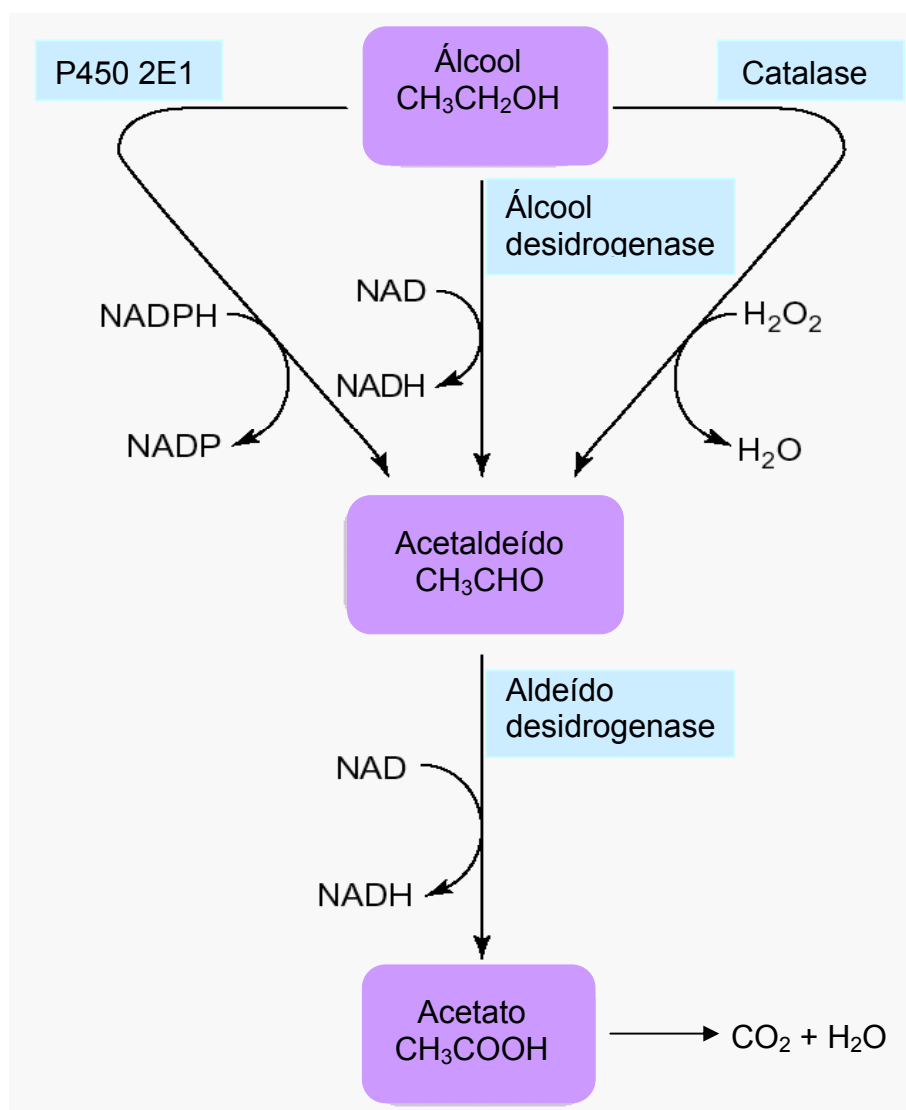 P450 2E1
Álcool
CH₃CH₂OH
Catalase
Álcool
desidrogenase
NADPH
NAD
H₂O₂
NADH
NADP
H₂O
Acetaldeído
CH₃CHO
Aldeído
desidrogenase
NAD
NADH
Acetato
CH₃COOH
CO₂ + H₂O